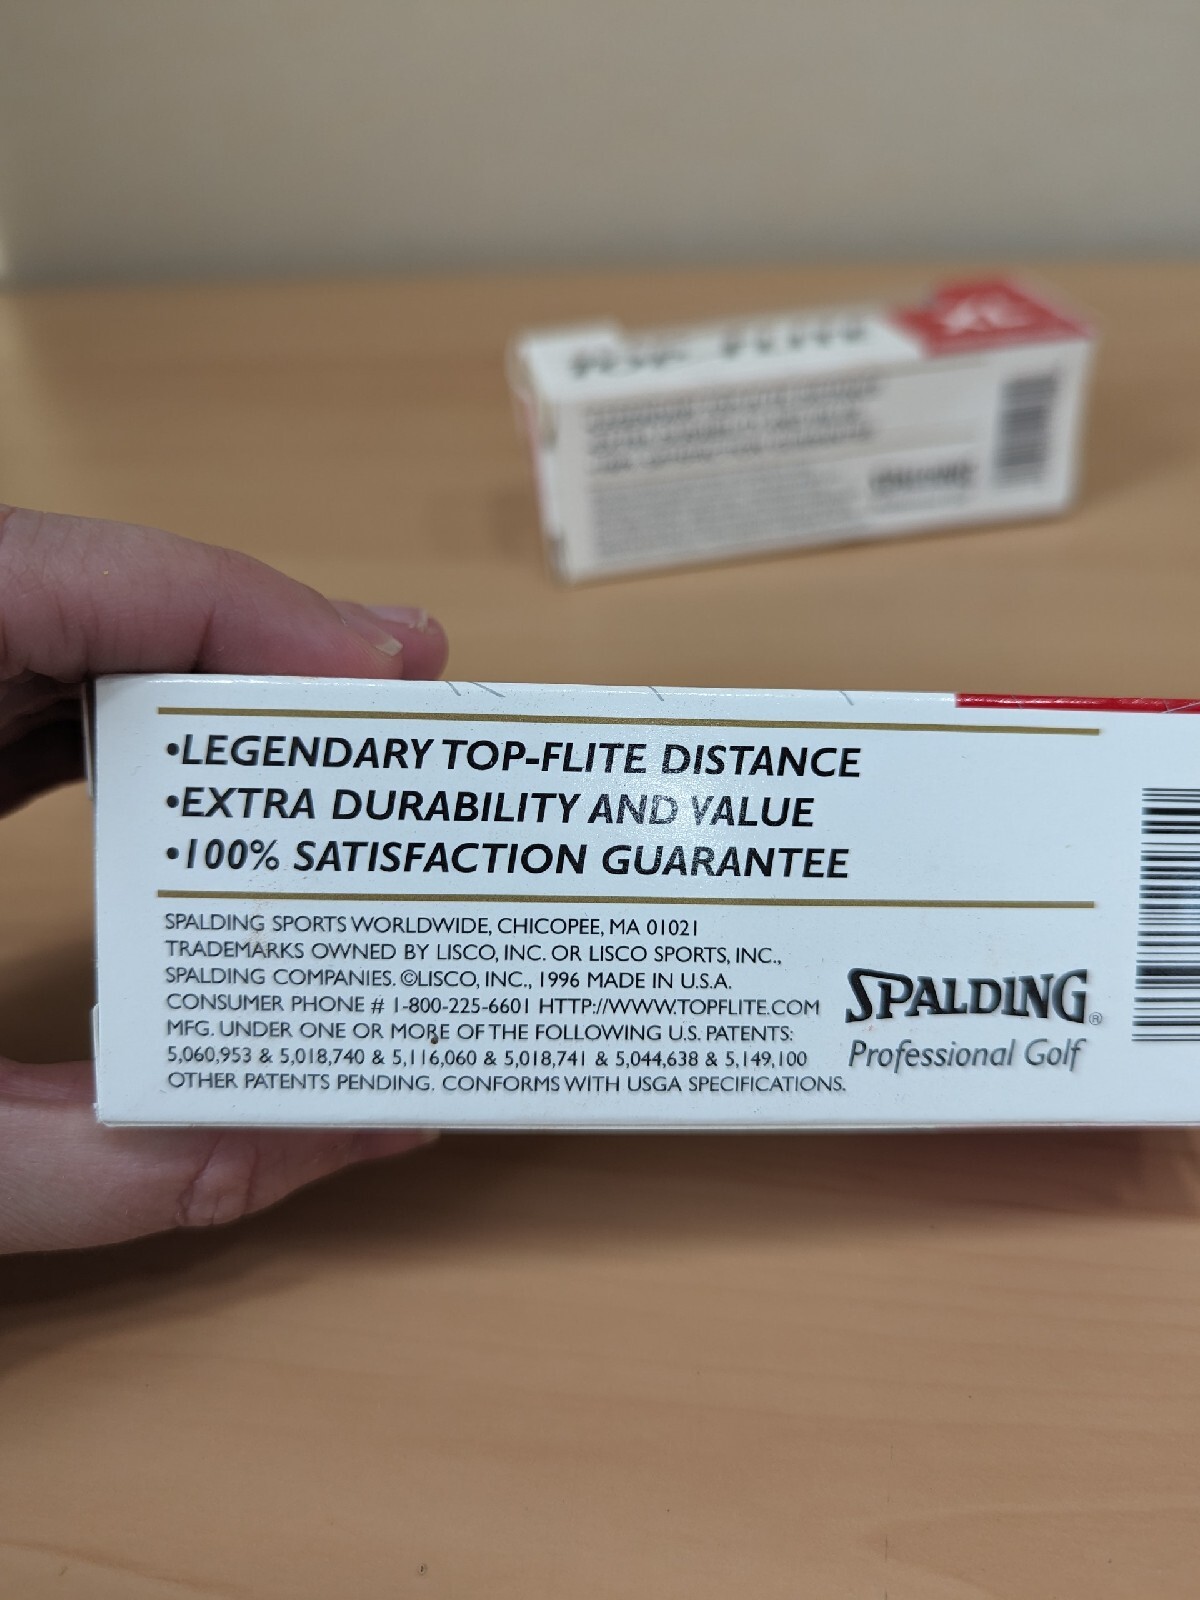 XL
TOP-FLITE
SPALDING
•LEGENDARY TOP-FLITE DISTANCE
•EXTRA DURABILITY AND VALUE
•100% SATISFACTION GUARANTEE
SPALDING SPORTS WORLDWIDE, CHICOPEE, MA 01021
TRADEMARKS OWNED BY LISCO, INC. OR LISCO SPORTS, INC.,
SPALDING COMPANIES. ©LISCO, INC., 1996 MADE IN U.S.A.
CONSUMER PHONE # 1-800-225-6601 HTTP://WWW.TOPFLITE.COM
MFG. UNDER ONE OR MORE OF THE FOLLOWING U.S. PATENTS:
5,060,953 & 5,018,740 & 5,116,060 & 5,018,741 & 5,044,638 & 5,149,100
OTHER PATENTS PENDING. CONFORMS WITH USGA SPECIFICATIONS.
SPALDING®
Professional Golf